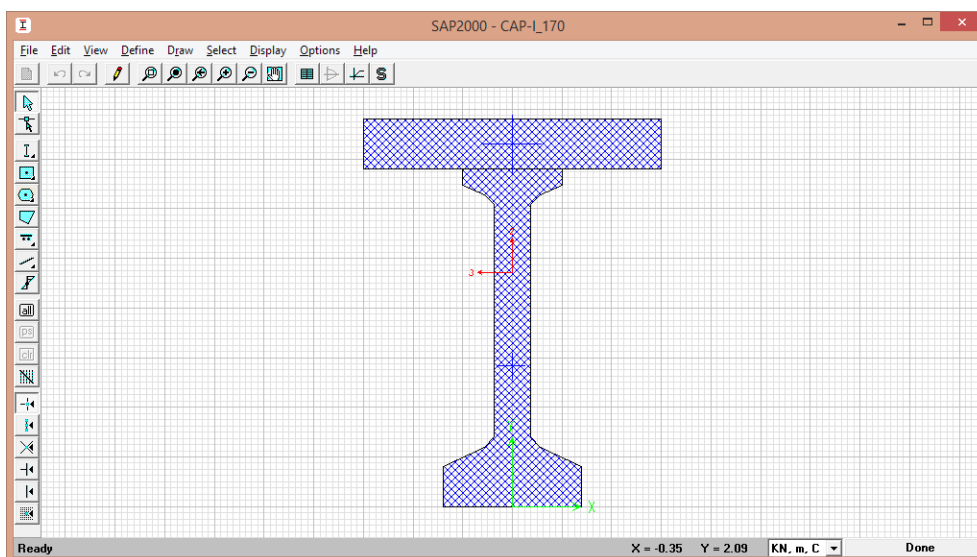 SAP2000 - CAP-I_170
File Edit View Define Draw Select Display Options Help
all
ps
clr
3
X
Ready X = -0.35 Y = 2.09 KN, m, C Done